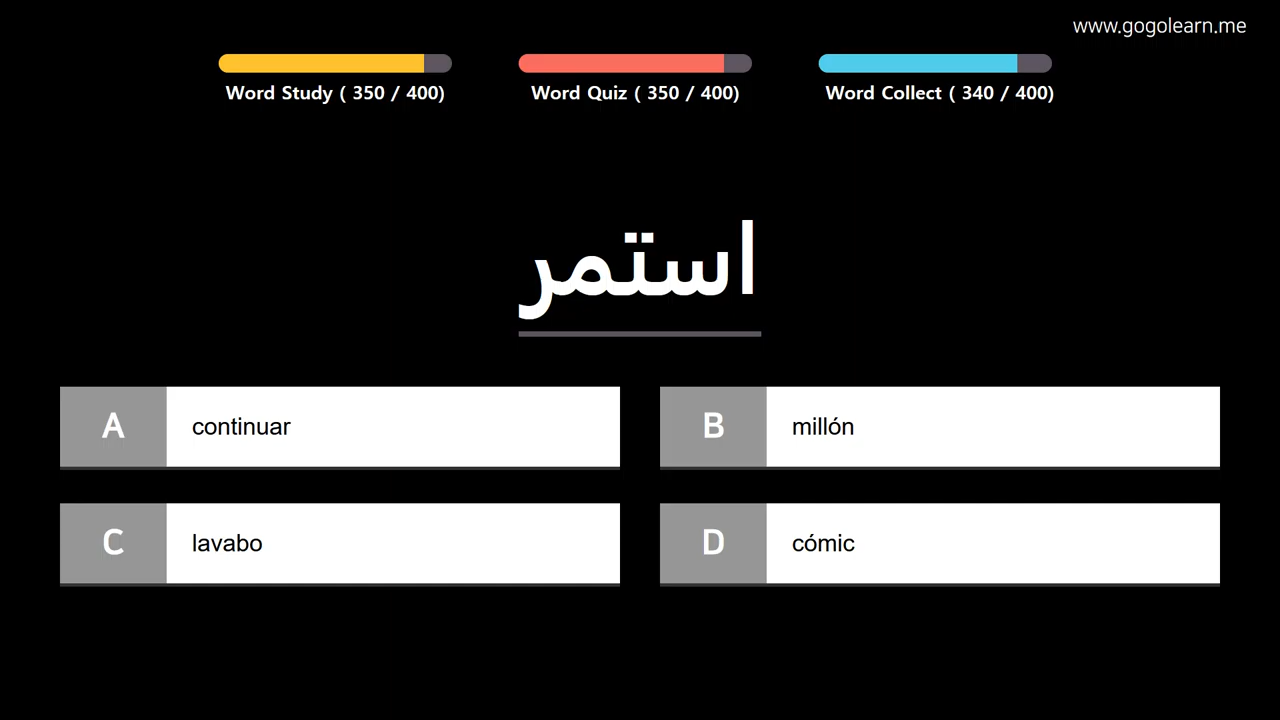 www.gogolearn.me
Word Study ( 350 / 400)
Word Quiz ( 350 / 400)
Word Collect ( 340 / 400)
استمر
A continuar
B millón
C lavabo
D cómic